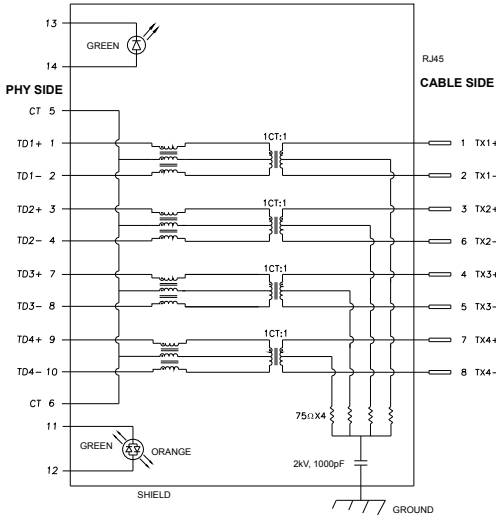 13
GREEN
14
RJ45
PHY SIDE
CABLE SIDE
CT 5
1CT:1
TD1+ 1
1 TX1+
TD1- 2
2 TX1-
1CT:1
TD2+ 3
3 TX2+
TD2- 4
6 TX2-
1CT:1
TD3+ 7
4 TX3+
TD3- 8
5 TX3-
1CT:1
TD4+ 9
7 TX4+
TD4- 10
8 TX4-
CT 6
75ΩX4
11
GREEN
ORANGE
2kV, 1000pF
12
SHIELD
GROUND